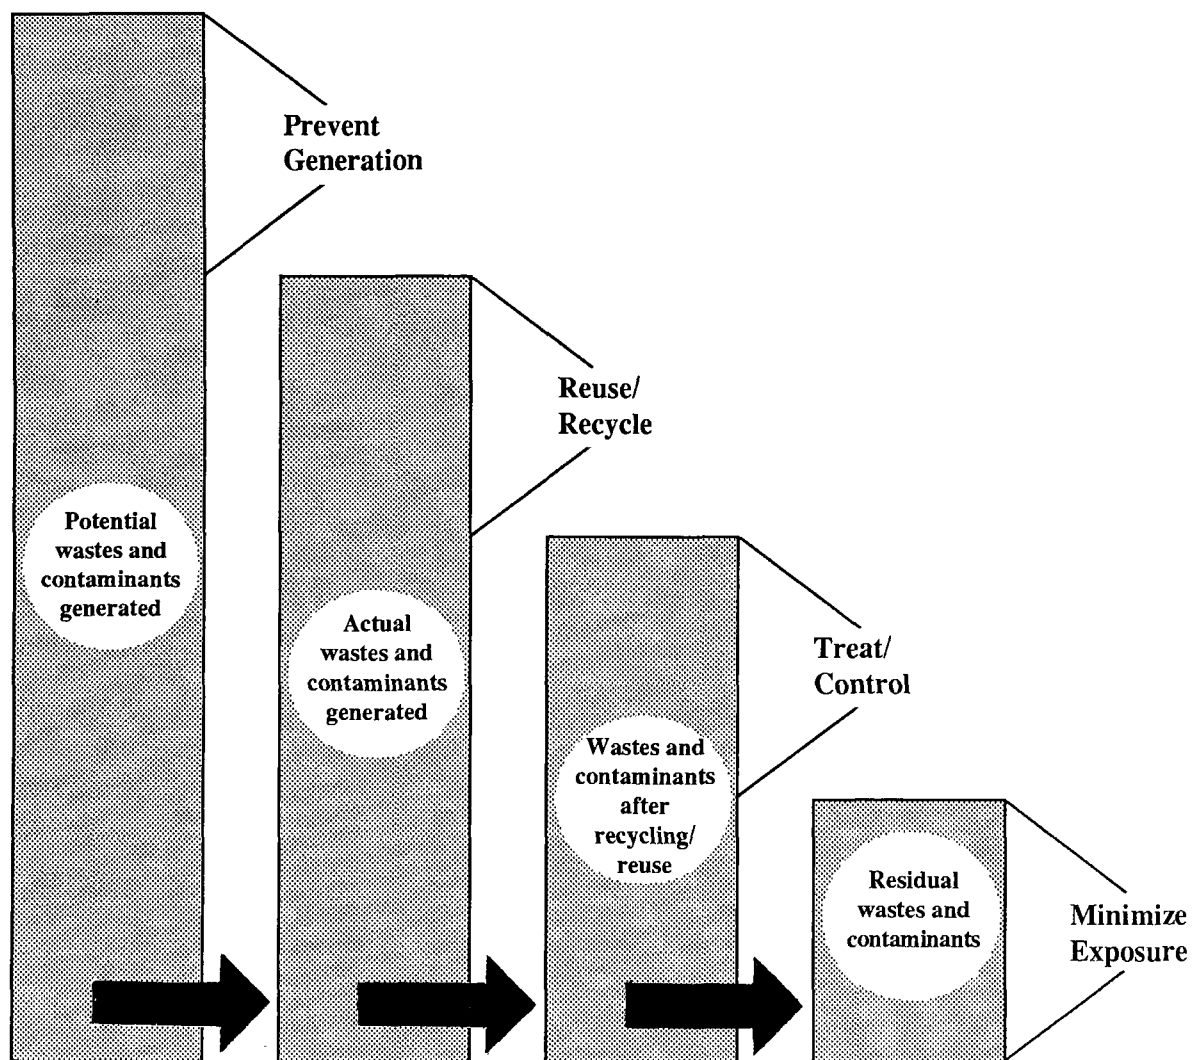 Prevent
Generation
Reuse/
Recycle
Potential
wastes and
contaminants
generated
Actual
wastes and
contaminants
generated
Treat/
Control
Wastes and
contaminants
after
recycling/
reuse
Residual
wastes and
contaminants
Minimize
Exposure